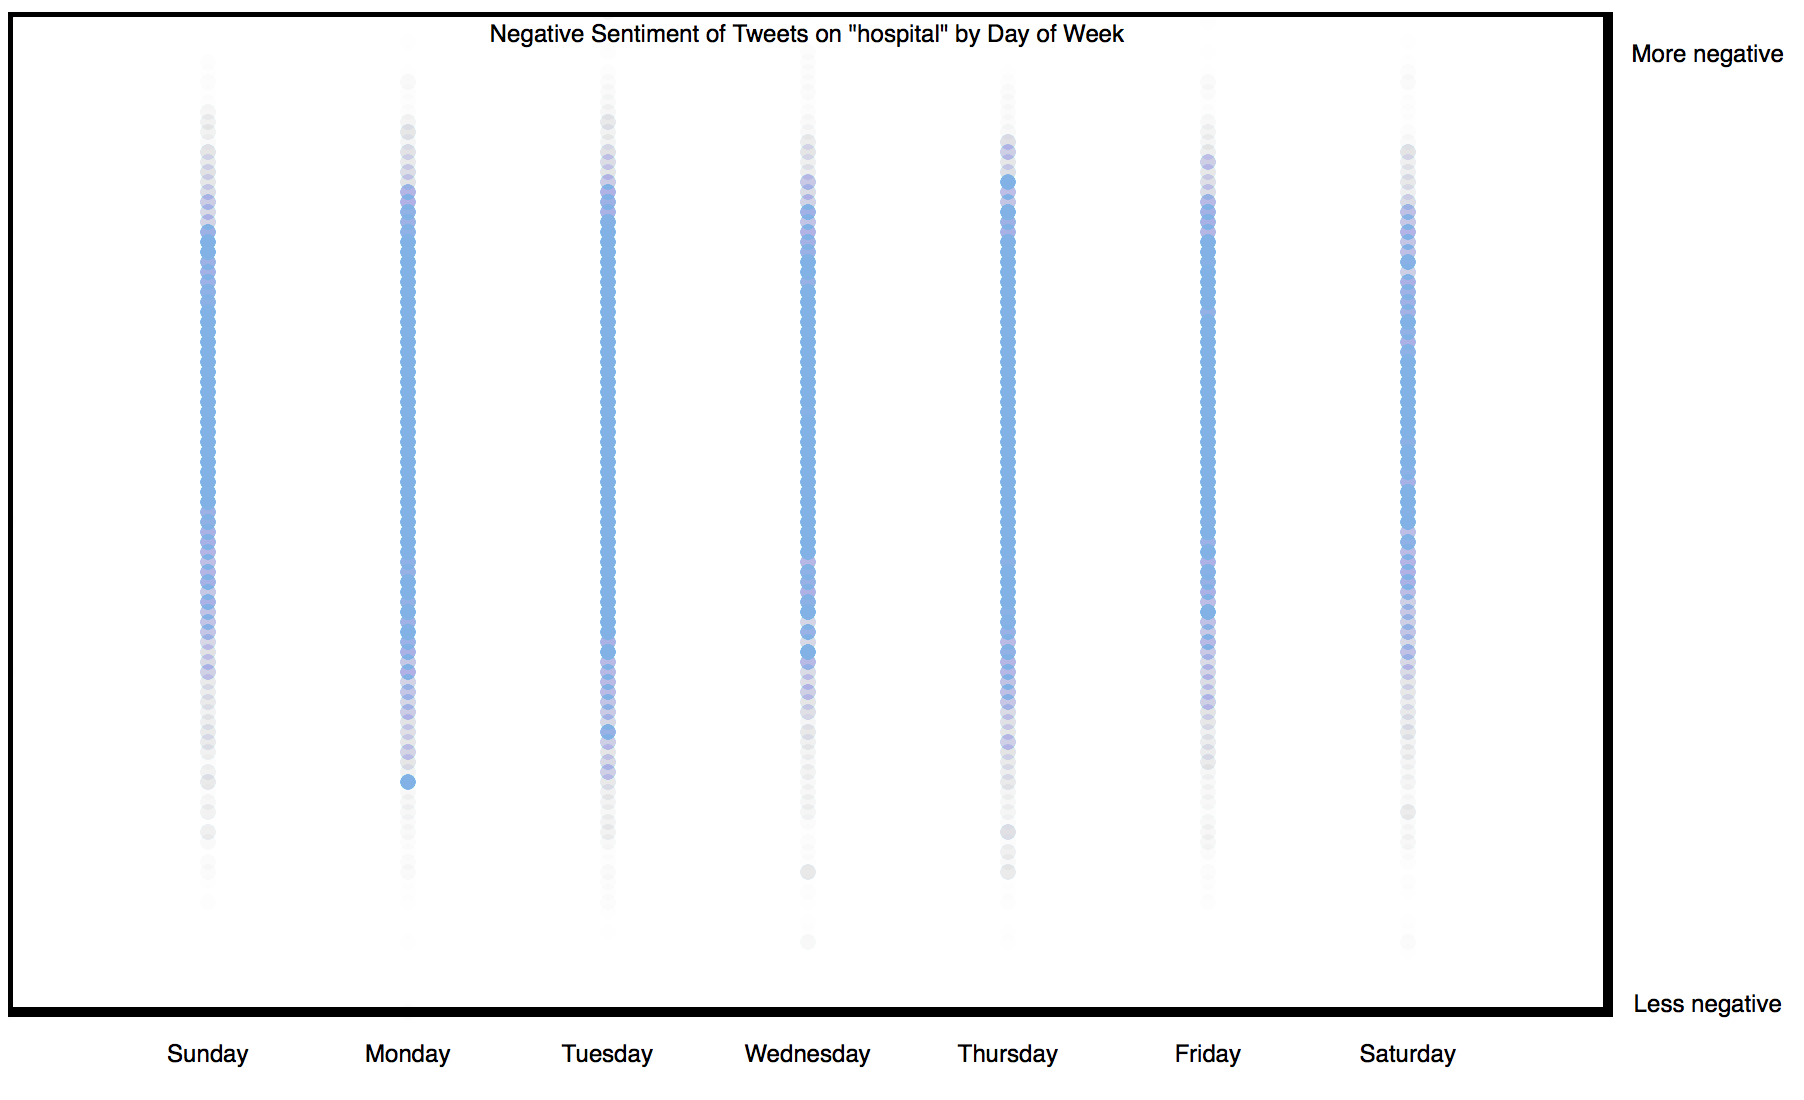 Negative Sentiment of Tweets on "hospital" by Day of Week
More negative
Less negative
Sunday
Monday
Tuesday
Wednesday
Thursday
Friday
Saturday